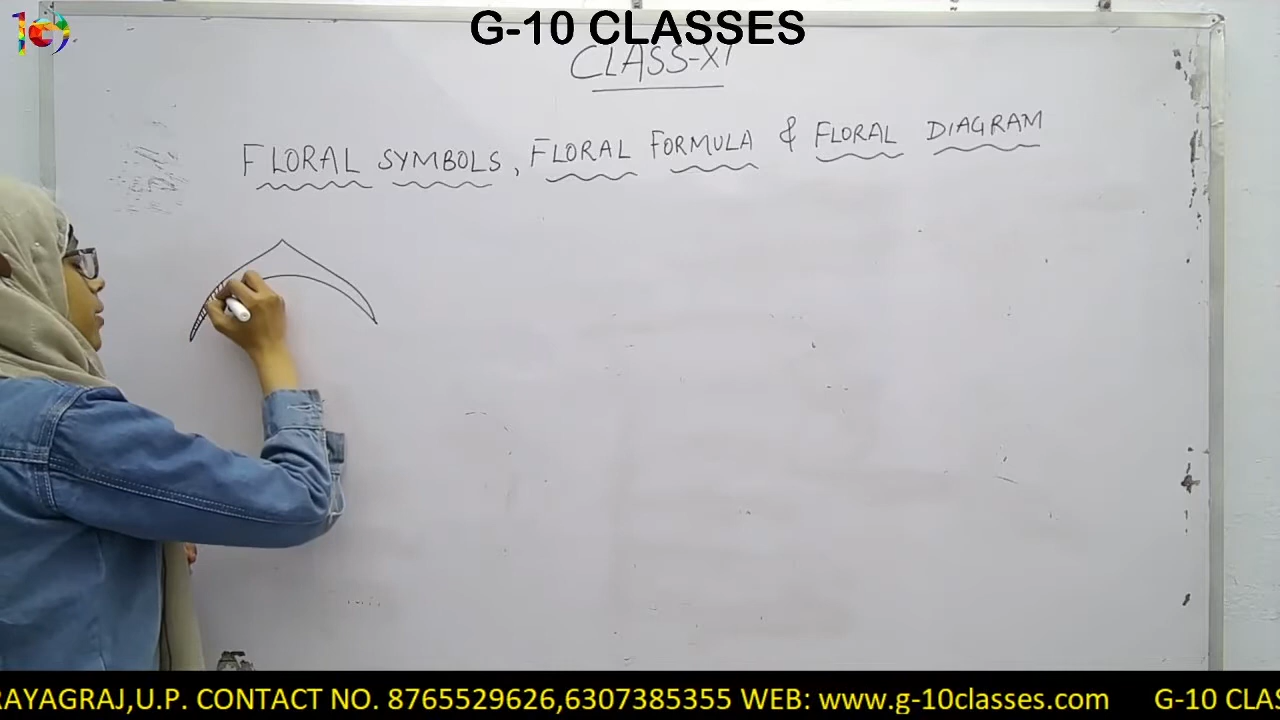 G-10 CLASSES
CLASS-XI
FLORAL SYMBOLS, FLORAL FORMULA & FLORAL DIAGRAM
RAYAGRAJ,U.P. CONTACT NO. 8765529626,6307385355 WEB: www.g-10classes.com G-10 CLAS